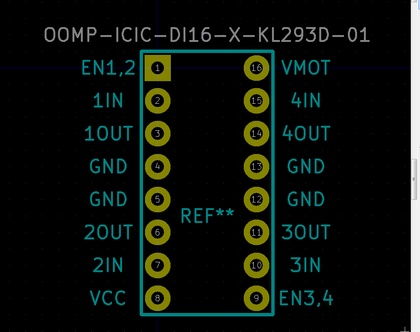 OOMP-ICIC-DI16-X-KL293D-01
EN1,2 1 16 VMOT
1IN 2 15 4IN
1OUT 3 14 4OUT
GND 4 13 GND
GND 5 12 GND
REF**
2OUT 6 11 3OUT
2IN 7 10 3IN
VCC 8 9 EN3,4